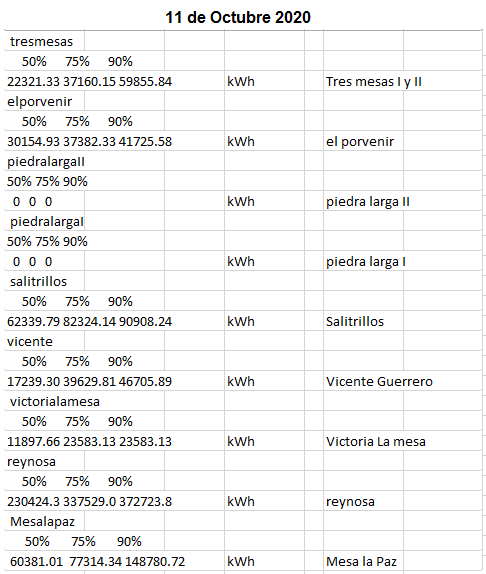 11 de Octubre 2020
tresmesas
50% 75% 90%
22321.33 37160.15 59855.84 kWh Tres mesas I y II
elporvenir
50% 75% 90%
30154.93 37382.33 41725.58 kWh el porvenir
piedralargaII
50% 75% 90%
0 0 0 kWh piedra larga II
piedralargaI
50% 75% 90%
0 0 0 kWh piedra larga I
salitrillos
50% 75% 90%
62339.79 82324.14 90908.24 kWh Salitrillos
vicente
50% 75% 90%
17239.30 39629.81 46705.89 kWh Vicente Guerrero
victorialamesa
50% 75% 90%
11897.66 23583.13 23583.13 kWh Victoria La mesa
reynosa
50% 75% 90%
230424.3 337529.0 372723.8 kWh reynosa
Mesalapaz
50% 75% 90%
60381.01 77314.34 148780.72 kWh Mesa la Paz